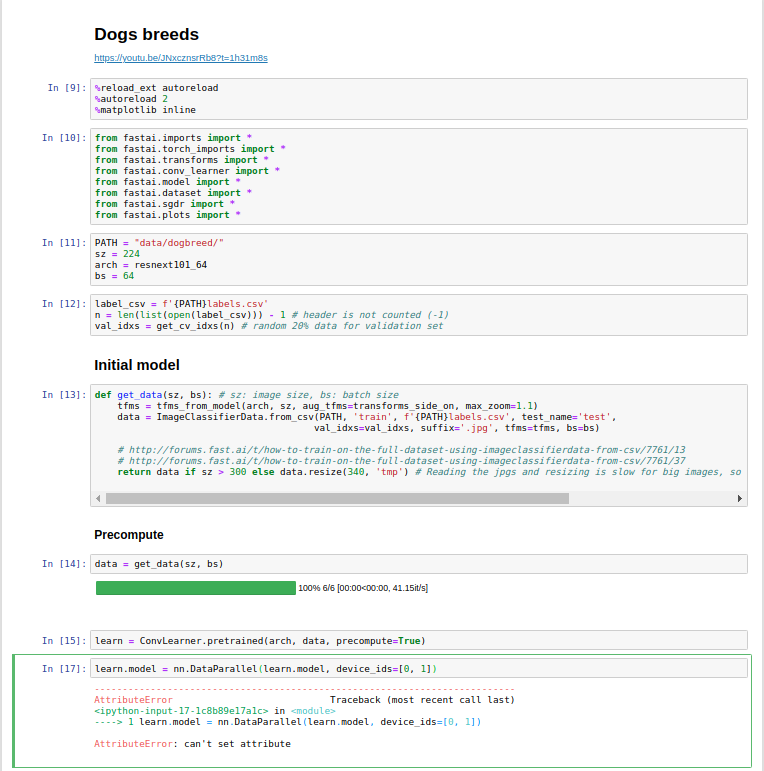 Dogs breeds
https://youtu.be/JNxcznsrRb8?t=1h31m8s
In [9]: %reload_ext autoreload
%autoreload 2
%matplotlib inline
In [10]: from fastai.imports import *
from fastai.torch_imports import *
from fastai.transforms import *
from fastai.conv_learner import *
from fastai.model import *
from fastai.dataset import *
from fastai.sgdr import *
from fastai.plots import *
In [11]: PATH = "data/dogbreed/"
sz = 224
arch = resnext101_64
bs = 64
In [12]: label_csv = f'{PATH}labels.csv'
n = len(list(open(label_csv))) - 1 # header is not counted (-1)
val_idxs = get_cv_idxs(n) # random 20% data for validation set
Initial model
In [13]: def get_data(sz, bs): # sz: image size, bs: batch size
tfms = tfms_from_model(arch, sz, aug_tfms=transforms_side_on, max_zoom=1.1)
data = ImageClassifierData.from_csv(PATH, 'train', f'{PATH}labels.csv', test_name='test',
val_idxs=val_idxs, suffix='.jpg', tfms=tfms, bs=bs)
# http://forums.fast.ai/t/how-to-train-on-the-full-dataset-using-imageclassifierdata-from-csv/7761/13
# http://forums.fast.ai/t/how-to-train-on-the-full-dataset-using-imageclassifierdata-from-csv/7761/37
return data if sz > 300 else data.resize(340, 'tmp') # Reading the jpgs and resizing is slow for big images, so
Precompute
In [14]: data = get_data(sz, bs)
100% 6/6 [00:00<00:00, 41.15it/s]
In [15]: learn = ConvLearner.pretrained(arch, data, precompute=True)
In [17]: learn.model = nn.DataParallel(learn.model, device_ids=[0, 1])
---------------------------------------------------------------------------
AttributeError Traceback (most recent call last)
<ipython-input-17-1c8b89e17a1c> in <module>
----> 1 learn.model = nn.DataParallel(learn.model, device_ids=[0, 1])
AttributeError: can't set attribute